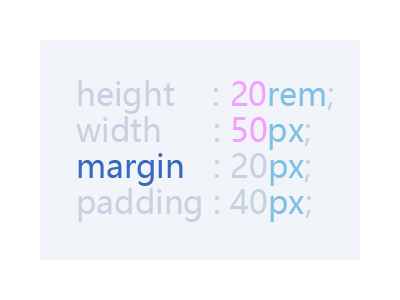 height : 20rem;
width : 50px;
margin : 20px;
padding : 40px;